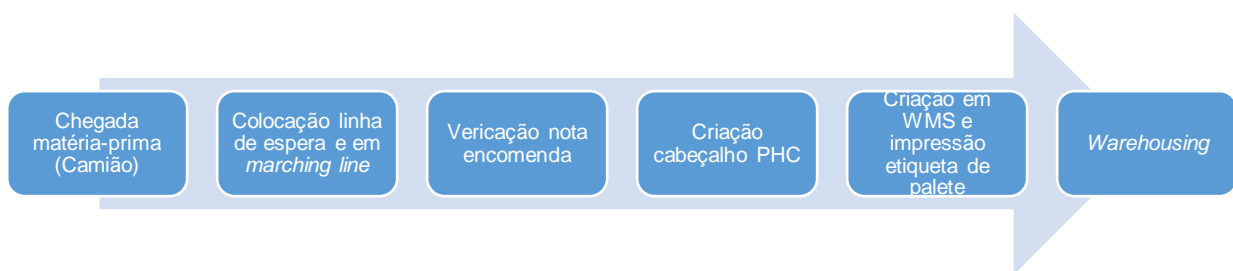 Chegada
matéria-prima
(Camião)
Colocação linha
de espera e em
marching line
Vericação nota
encomenda
Criação
cabeçalho PHC
Criação em
WMS e
impressão
etiqueta de
palete
Warehousing